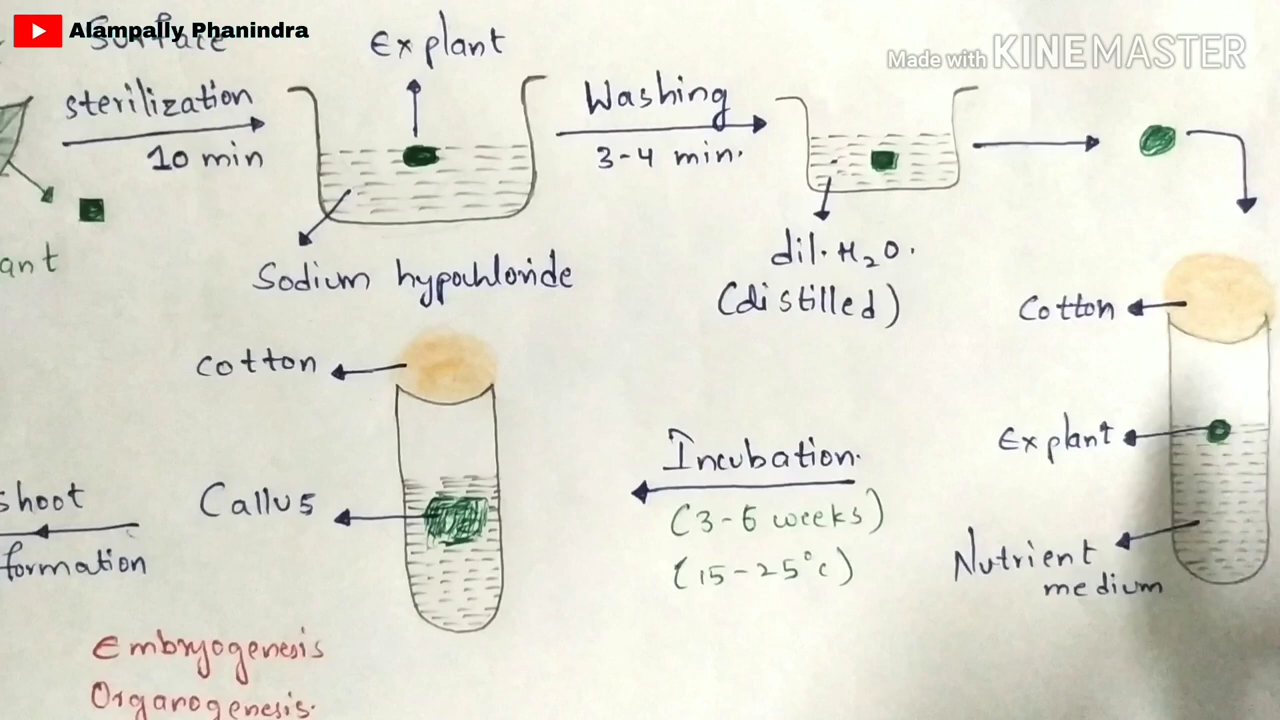 Alampally Phanindra
Made with KINEMASTER
Surface
sterilization
10 min
Explant
Washing
3-4 min.
ant
Sodium hypochloride
dil. H2O.
(distilled)
Cotton
Explant
Nutrient
medium
Incubation.
(3-6 weeks)
(15-25°c)
cotton
Callus
shoot
formation
Embryogenesis
Organogenesis.